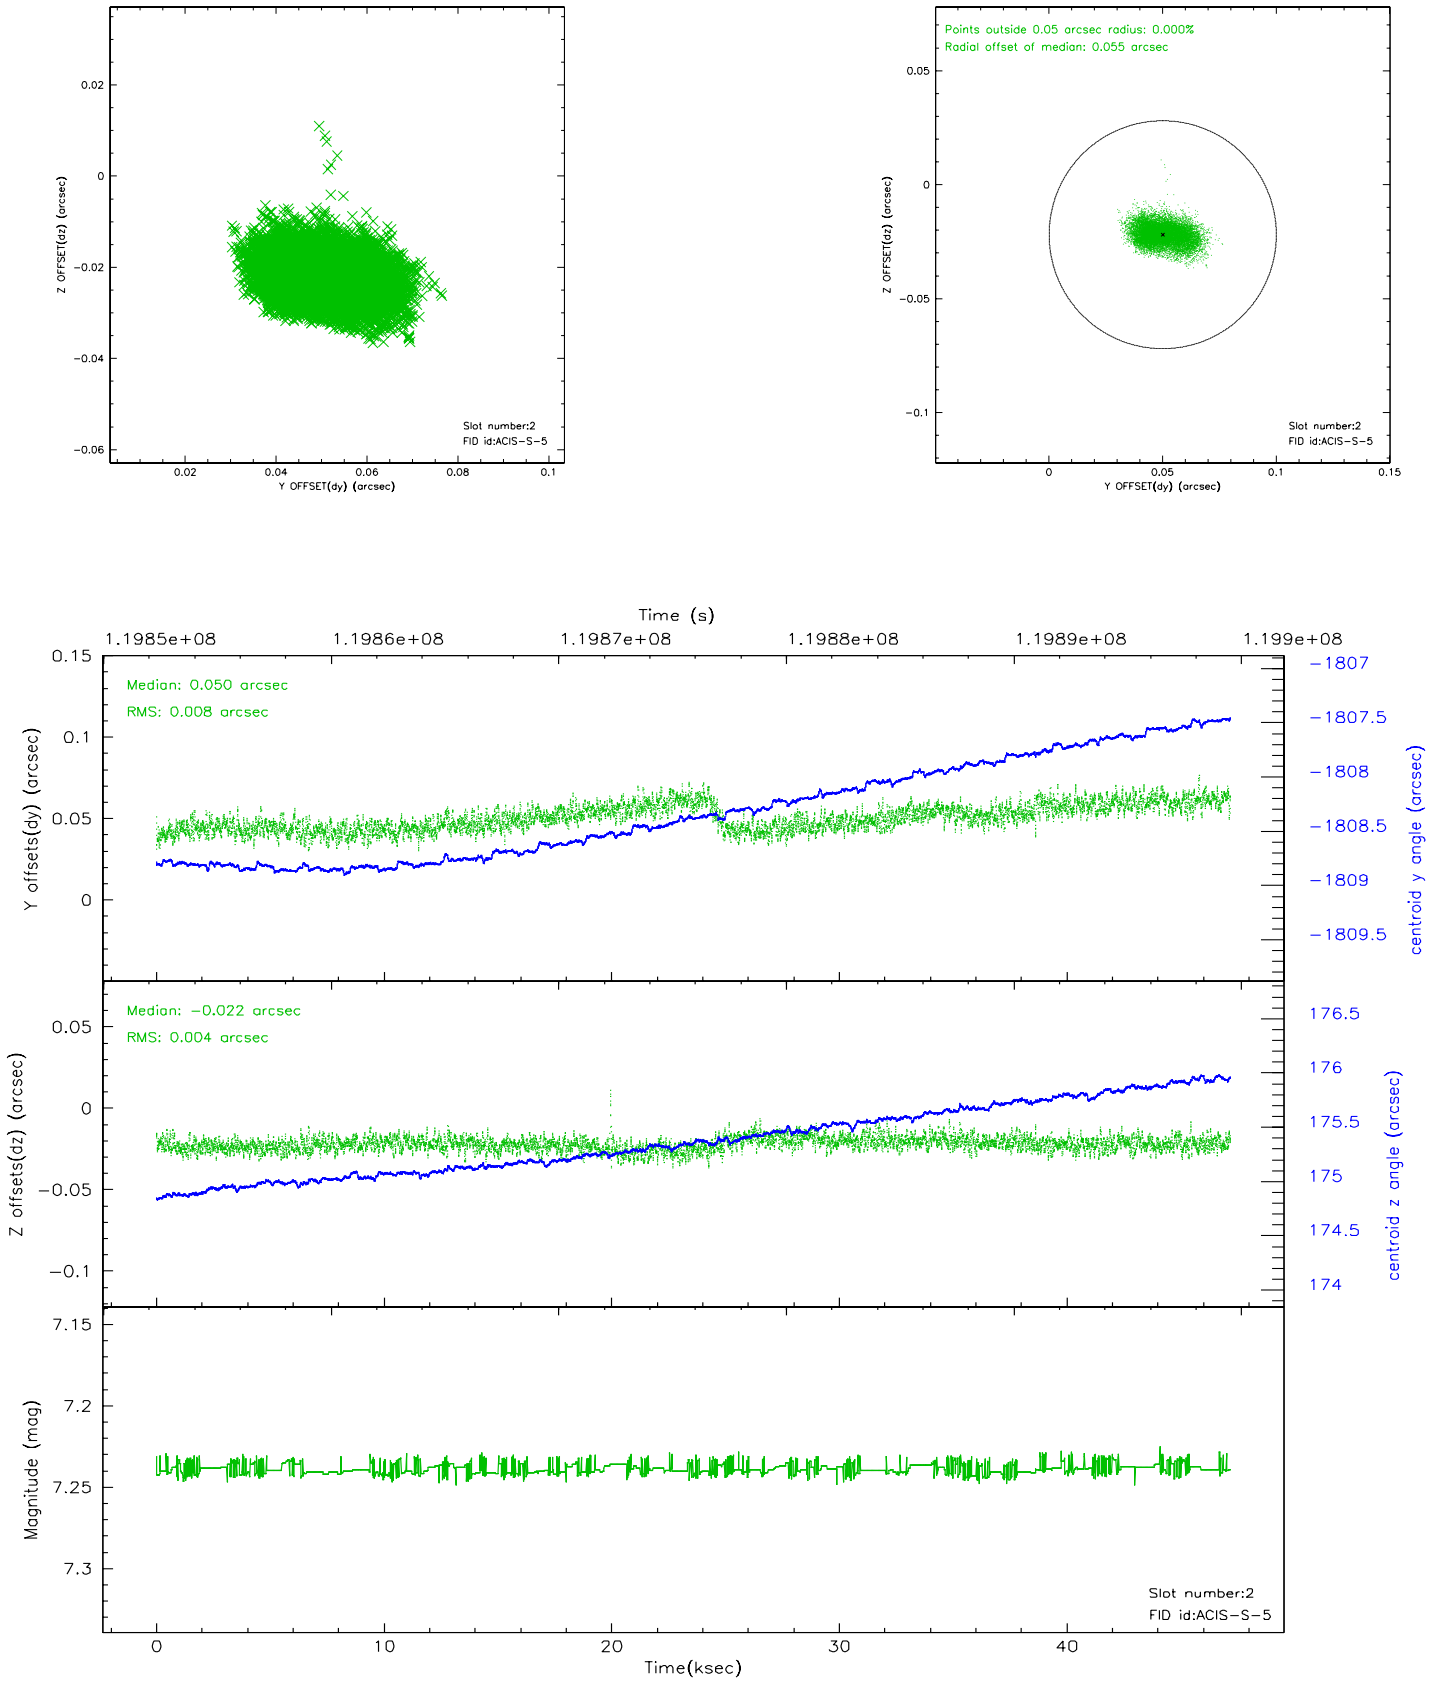 0.02
0
−0.02
−0.04
−0.06
Z OFFSET(dz) (arcsec)
0.02
0.04
0.06
0.08
0.1
Y OFFSET(dy) (arcsec)
Slot number:2
FID id:ACIS−S−5
Points outside 0.05 arcsec radius: 0.000%
Radial offset of median: 0.055 arcsec
0.05
0
−0.05
−0.1
Z OFFSET(dz) (arcsec)
0
0.05
0.1
0.15
Y OFFSET(dy) (arcsec)
Slot number:2
FID id:ACIS−S−5
Time (s)
1.1985e+08
1.1986e+08
1.1987e+08
1.1988e+08
1.1989e+08
1.199e+08
0.15
0.1
0.05
0
Y offsets(dy) (arcsec)
Median: 0.050 arcsec
RMS: 0.008 arcsec
−1807
−1807.5
−1808
−1808.5
−1809
−1809.5
centroid y angle (arcsec)
0.05
0
−0.05
−0.1
Z offsets(dz) (arcsec)
Median: −0.022 arcsec
RMS: 0.004 arcsec
176.5
176
175.5
175
174.5
174
centroid z angle (arcsec)
7.15
7.2
7.25
7.3
Magnitude (mag)
Slot number:2
FID id:ACIS−S−5
0
10
20
30
40
Time(ksec)